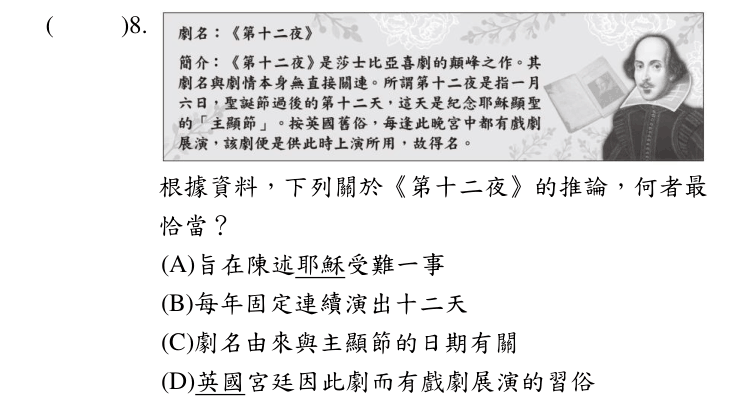 (　　)8.
劇名：《第十二夜》
簡介：《第十二夜》是莎士比亞喜劇的顛峰之作。其
劇名與劇情本身無直接關連。所謂第十二夜是指一月
六日，聖誕節過後的第十二天，這天是紀念耶穌顯聖
的「主顯節」。按英國舊俗，每逢此晚宮中都有戲劇
展演，該劇便是供此時上演所用，故得名。
根據資料，下列關於《第十二夜》的推論，何者最
恰當？
(A)旨在陳述耶穌受難一事
(B)每年固定連續演出十二天
(C)劇名由來與主顯節的日期有關
(D)英國宮廷因此劇而有戲劇展演的習俗